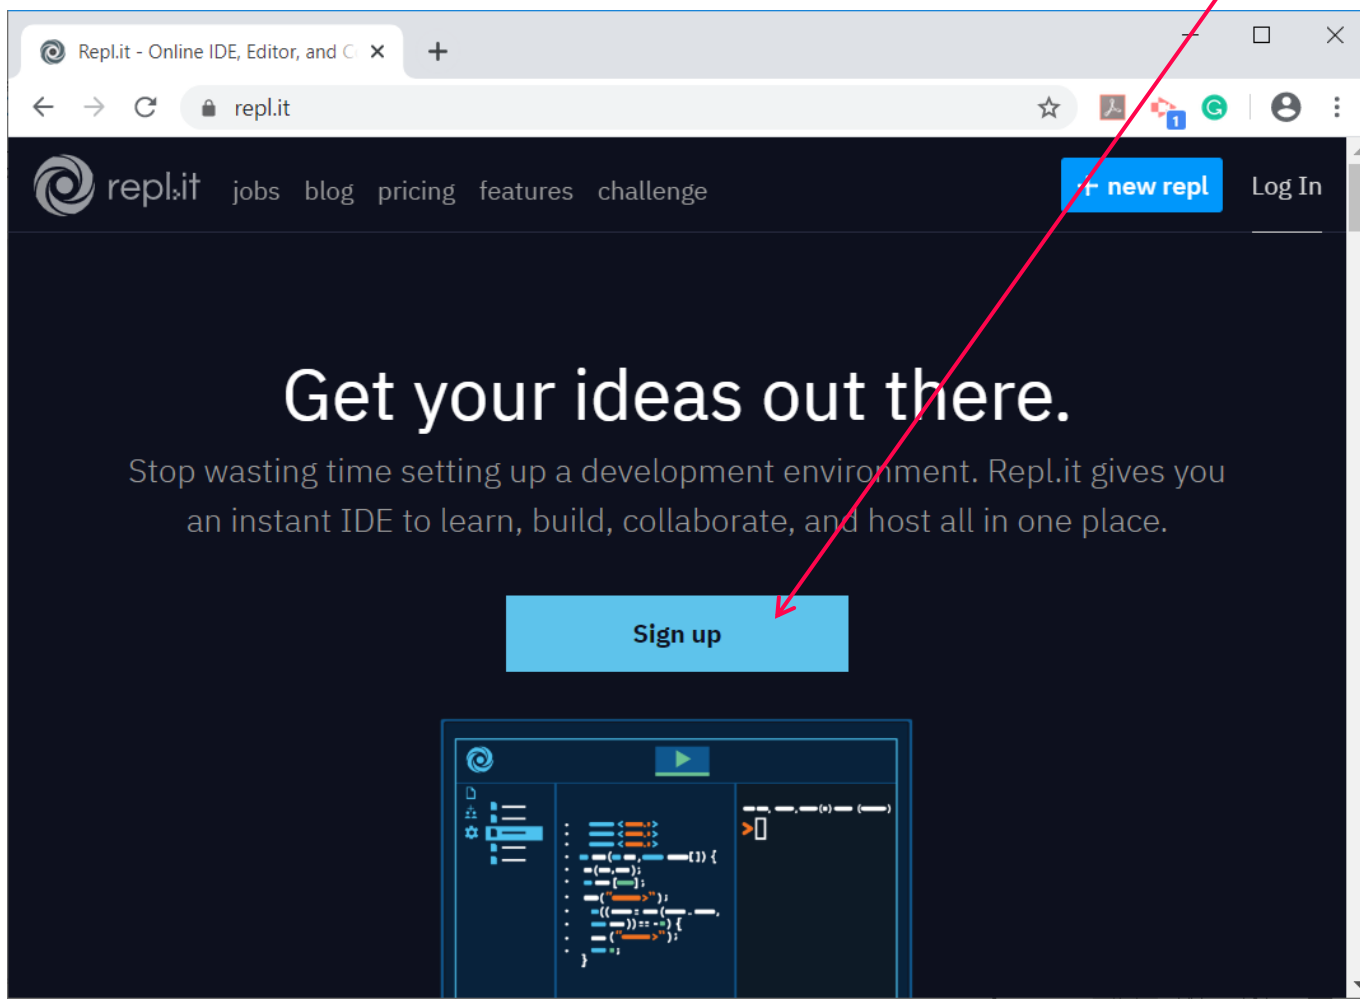 Repl.it - Online IDE, Editor, and C
repl.it
1
repl.it jobs blog pricing features challenge + new repl Log In
Get your ideas out there.
Stop wasting time setting up a development environment. Repl.it gives you
an instant IDE to learn, build, collaborate, and host all in one place.
Sign up